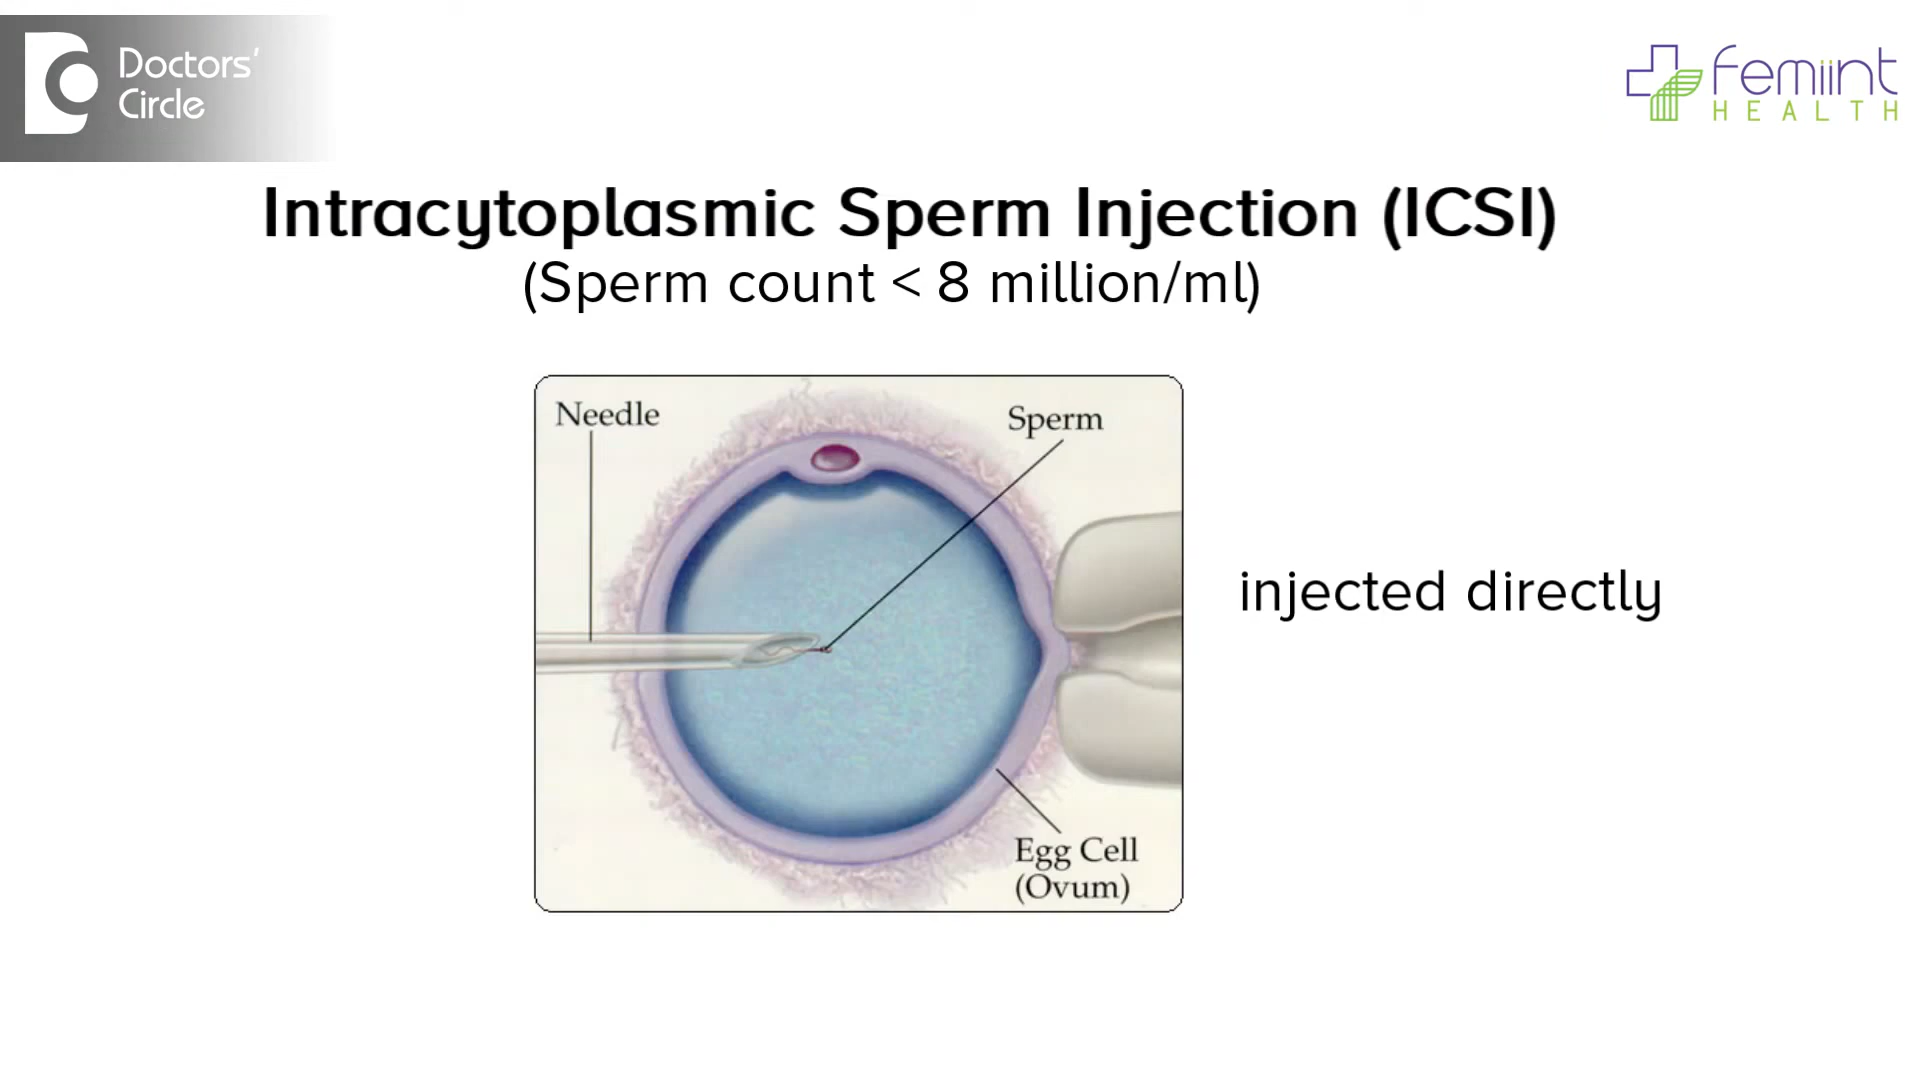 Doctors'
Circle
femiint
HEALTH
Intracytoplasmic Sperm Injection (ICSI)
(Sperm count < 8 million/ml)
Needle
Sperm
injected directly
Egg Cell
(Ovum)